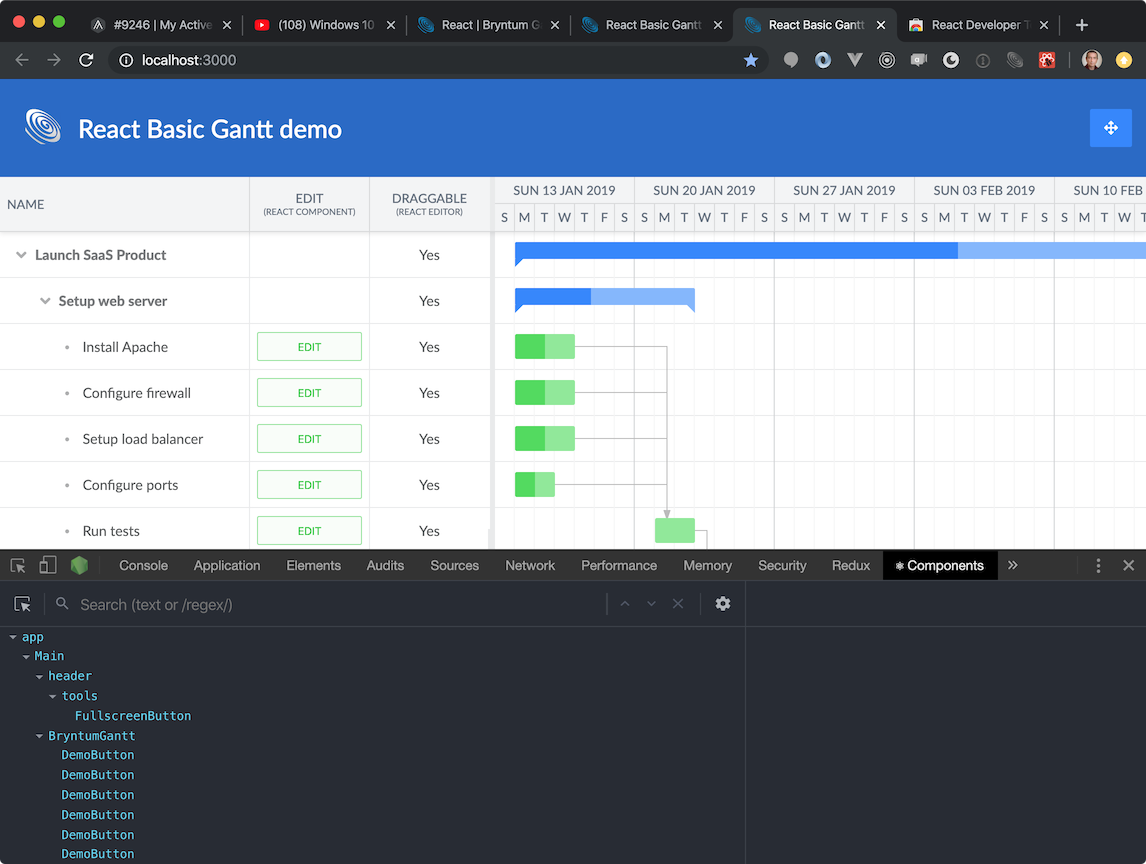 #9246 | My Active
(108) Windows 10
React | Bryntum G
React Basic Gantt
React Basic Gantt
React Developer T
localhost:3000
React Basic Gantt demo
NAME
EDIT
(REACT COMPONENT)
DRAGGABLE
(REACT EDITOR)
SUN 13 JAN 2019 SUN 20 JAN 2019 SUN 27 JAN 2019 SUN 03 FEB 2019 SUN 10 FEB
S M T W T F S S M T W T F S S M T W T F S S M T W T F S S M T W T
Launch SaaS Product Yes
Setup web server Yes
Install Apache EDIT Yes
Configure firewall EDIT Yes
Setup load balancer EDIT Yes
Configure ports EDIT Yes
Run tests EDIT Yes
Console Application Elements Audits Sources Network Performance Memory Security Redux Components
Search (text or /regex/)
app
Main
header
tools
FullscreenButton
BryntumGantt
DemoButton
DemoButton
DemoButton
DemoButton
DemoButton
DemoButton